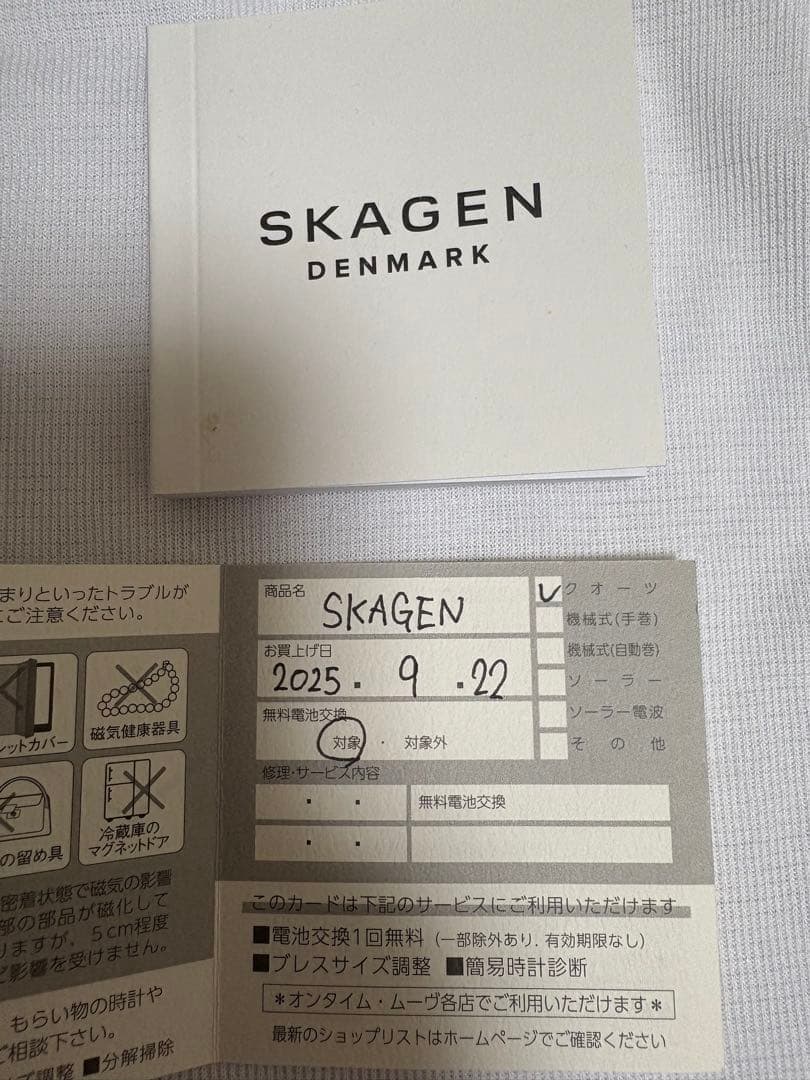 SKAGEN
DENMARK
まりといったトラブルが
にご注意ください。
レットカバー
磁気健康器具
の留め具
冷蔵庫の
マグネットドア
密着状態で磁気の影響
部の部品が磁化して
りますが、5cm程度
影響を受けません。
もらい物の時計や
ご相談下さい。
ズ調整 ■分解掃除
商品名
SKAGEN
お買上げ日
2025. 9 .22
無料電池交換
対象 ・ 対象外
クオーツ
機械式(手巻)
機械式(自動巻)
ソーラー
ソーラー電波
その他
修理・サービス内容
・ ・ 無料電池交換
・ ・
このカードは下記のサービスにご利用いただけます
■電池交換1回無料 (一部除外あり. 有効期限なし)
■ブレスサイズ調整 ■簡易時計診断
*オンタイム・ムーヴ各店でご利用いただけます*
最新のショップリストはホームページでご確認ください